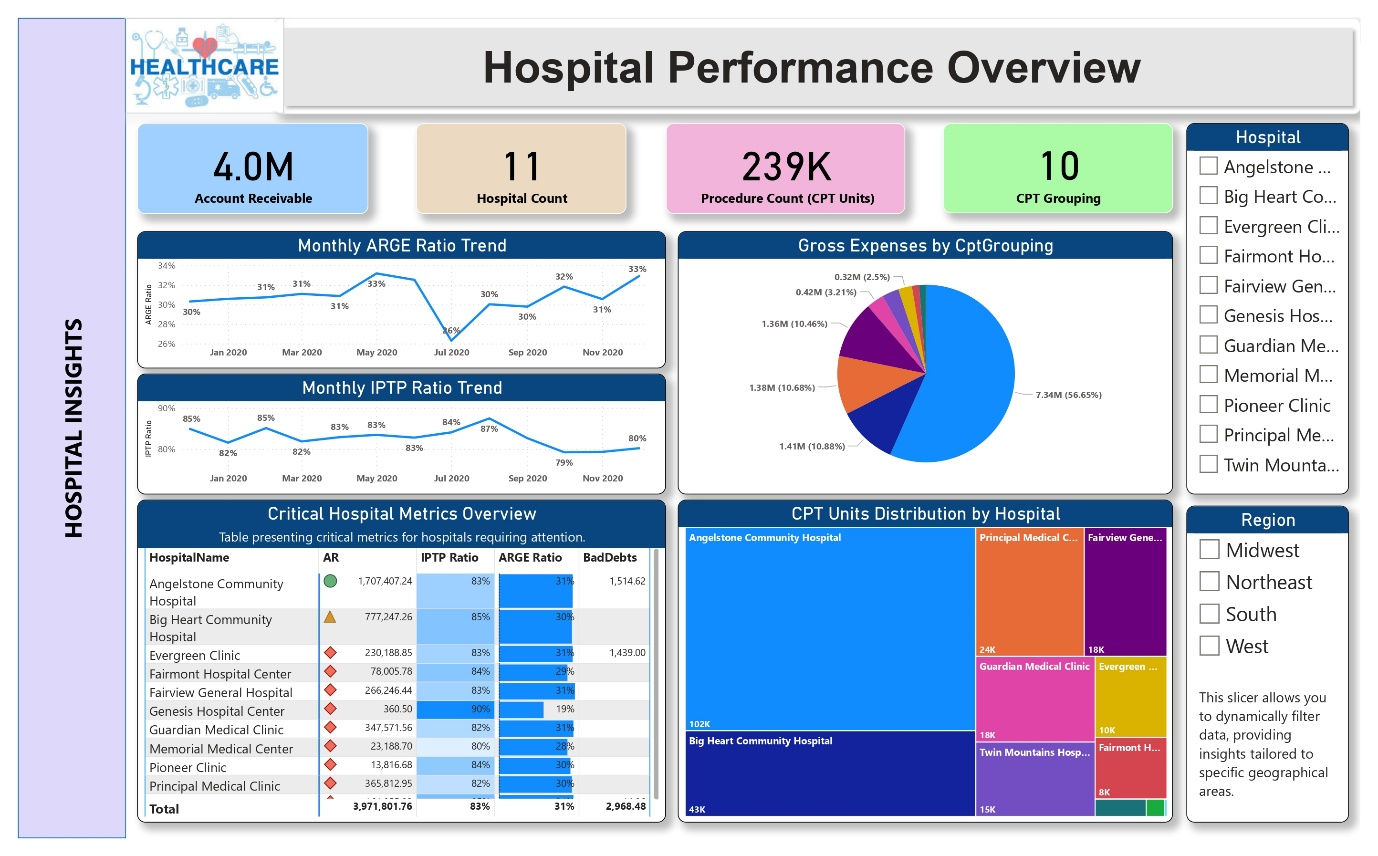 HOSPITAL INSIGHTS
HEALTHCARE
Hospital Performance Overview
4.0M
Account Receivable
11
Hospital Count
239K
Procedure Count (CPT Units)
10
CPT Grouping
Hospital
Angelstone ...
Big Heart Co...
Evergreen Cli...
Fairmont Ho...
Fairview Gen...
Genesis Hos...
Guardian Me...
Memorial M...
Pioneer Clinic
Principal Me...
Twin Mounta...
Monthly ARGE Ratio Trend
ARGE Ratio
34%
32%
30%
28%
26%
30%
31%
31%
31%
33%
26%
30%
30%
32%
31%
33%
Jan 2020 Mar 2020 May 2020 Jul 2020 Sep 2020 Nov 2020
Monthly IPTP Ratio Trend
IPTP Ratio
90%
80%
85%
82%
85%
82%
83%
83%
83%
84%
87%
79%
80%
Jan 2020 Mar 2020 May 2020 Jul 2020 Sep 2020 Nov 2020
Gross Expenses by CptGrouping
0.32M (2.5%)
0.42M (3.21%)
1.36M (10.46%)
1.38M (10.68%)
1.41M (10.88%)
7.34M (56.65%)
Critical Hospital Metrics Overview
Table presenting critical metrics for hospitals requiring attention.
HospitalName AR IPTP Ratio ARGE Ratio BadDebts
Angelstone Community 1,707,407.24 83% 31% 1,514.62
Hospital
Big Heart Community 777,247.26 85% 30%
Hospital
Evergreen Clinic 230,188.85 83% 31% 1,439.00
Fairmont Hospital Center 78,005.78 84% 29%
Fairview General Hospital 266,246.44 83% 31%
Genesis Hospital Center 360.50 90% 19%
Guardian Medical Clinic 347,571.56 82% 31%
Memorial Medical Center 23,188.70 80% 28%
Pioneer Clinic 13,816.68 84% 30%
Principal Medical Clinic 365,812.95 82% 30%
Total 3,971,801.76 83% 31% 2,968.48
CPT Units Distribution by Hospital
Angelstone Community Hospital
102K
Big Heart Community Hospital
43K
Principal Medical C...
24K
Fairview Gene...
18K
Guardian Medical Clinic
18K
Evergreen ...
10K
Twin Mountains Hosp...
15K
Fairmont H...
8K
Region
Midwest
Northeast
South
West
This slicer allows you
to dynamically filter
data, providing
insights tailored to
specific geographical
areas.